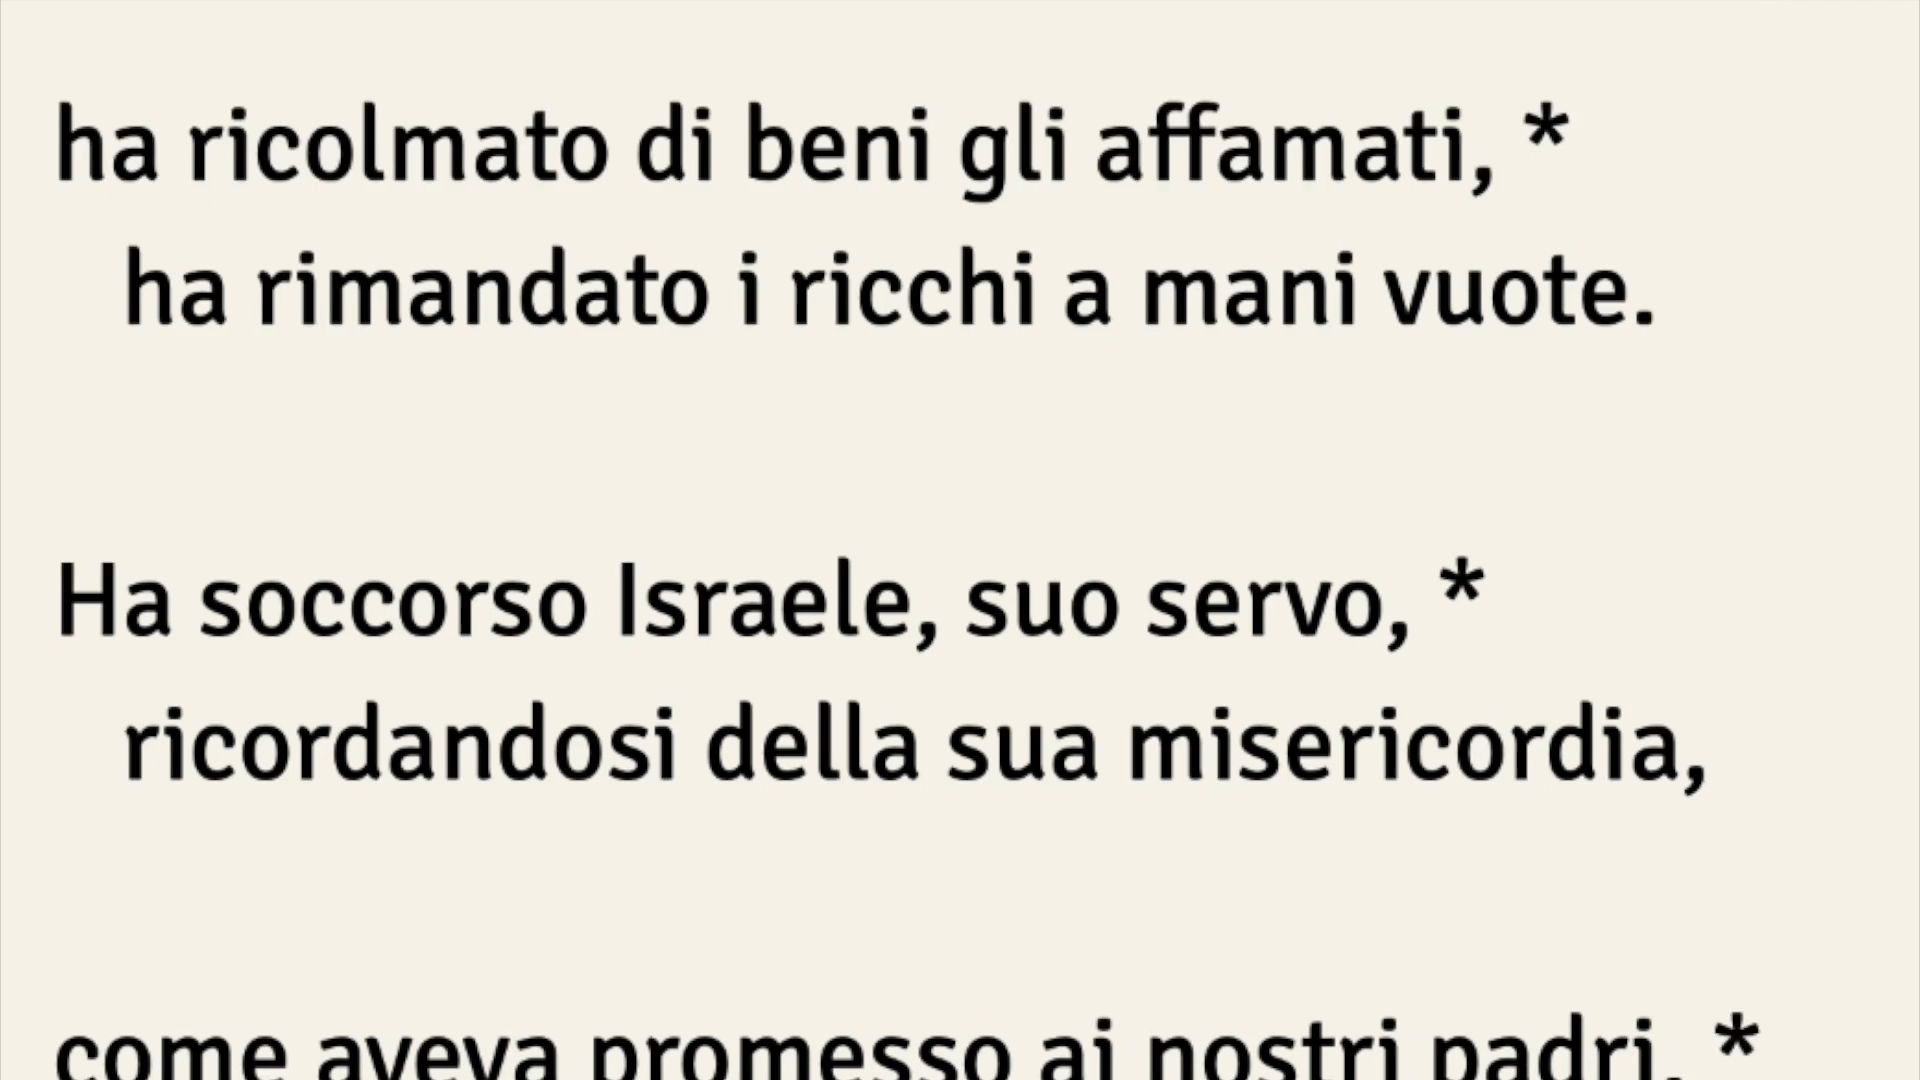 ha ricolmato di beni gli affamati, *
ha rimandato i ricchi a mani vuote.
Ha soccorso Israele, suo servo, *
ricordandosi della sua misericordia,
come aveva promesso ai nostri padri, *